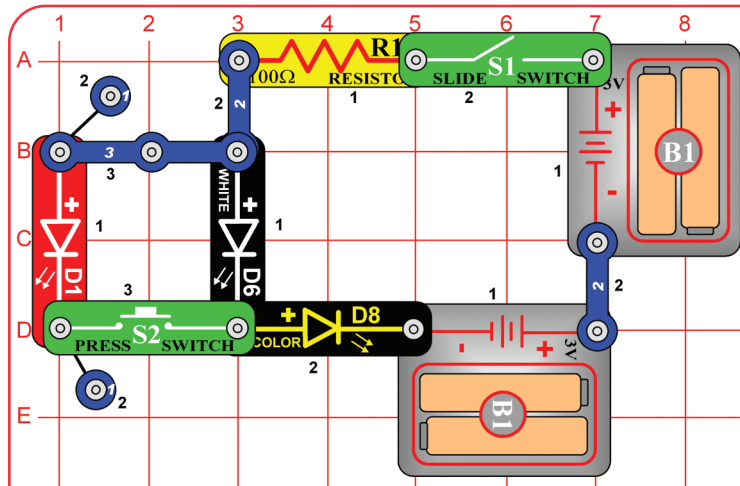 1 2 3 4 5 6 7 8
A
B
C
D
E
R1
100Ω RESISTO
1
S1
SLIDE SWITCH
2
3V
+
-
B1
1
2 1
2
2
3
3
WHITE
+
D6
1
+
D1
1
3
S2
PRESS SWITCH
+
D8
COLOR
2
1
-
+
3V
B1
2
2
1
2